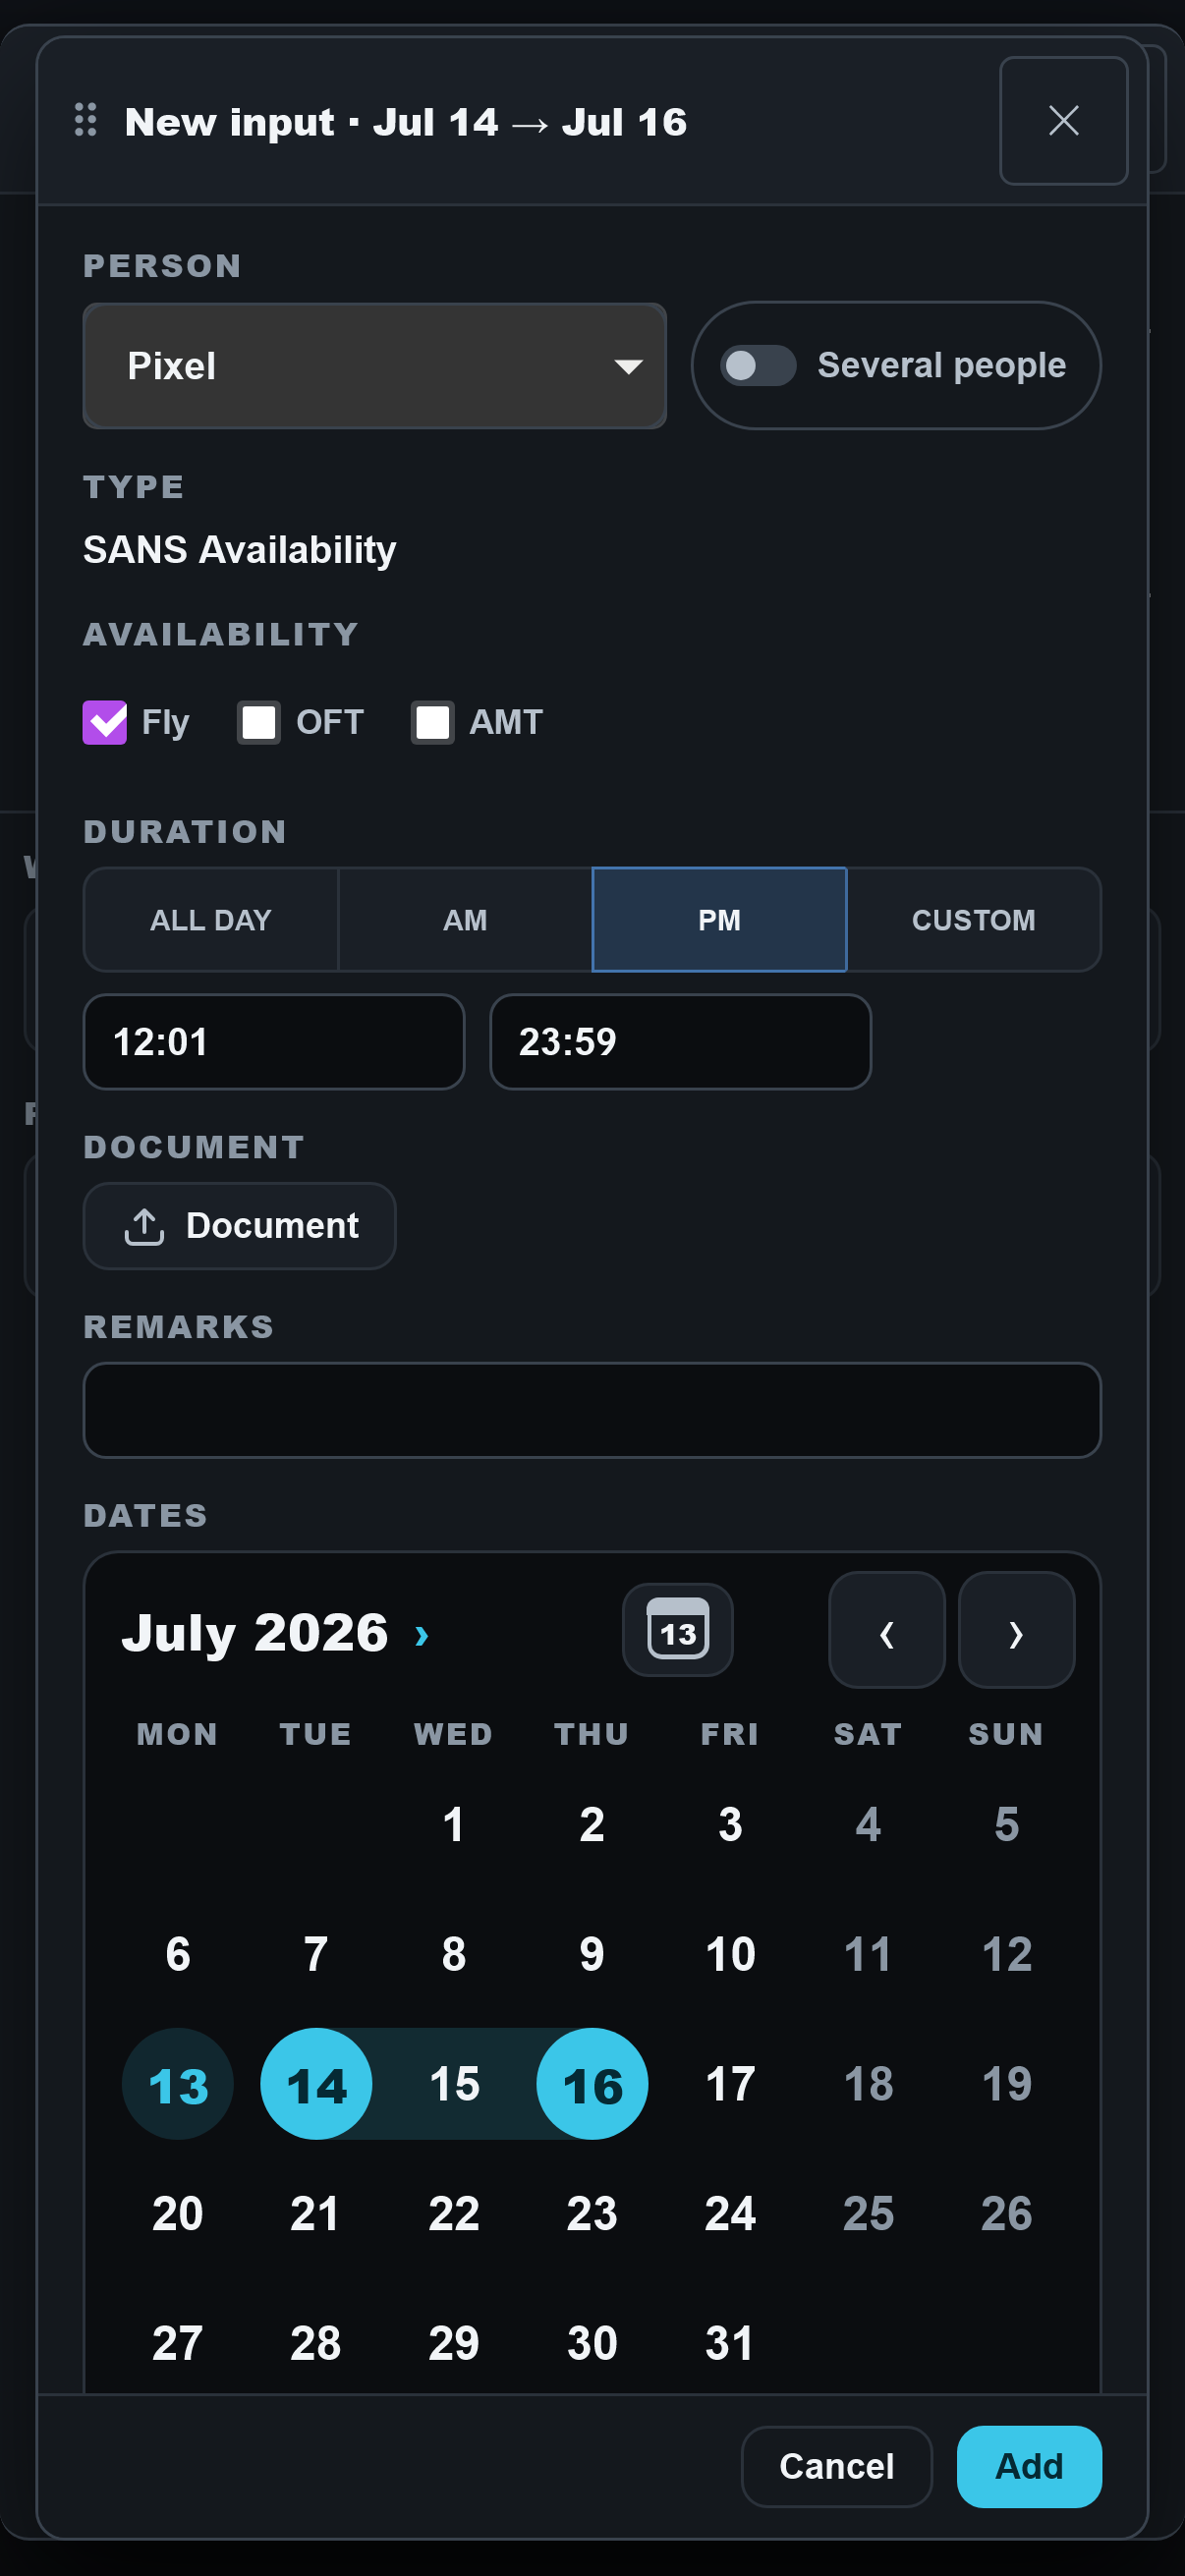 New input · Jul 14 → Jul 16
PERSON
Pixel
Several people
TYPE
SANS Availability
AVAILABILITY
Fly OFT AMT
DURATION
ALL DAY AM PM CUSTOM
12:01 23:59
DOCUMENT
Document
REMARKS
DATES
July 2026 › 13 ‹ ›
MON TUE WED THU FRI SAT SUN
1 2 3 4 5
6 7 8 9 10 11 12
13 14 15 16 17 18 19
20 21 22 23 24 25 26
27 28 29 30 31
Cancel Add